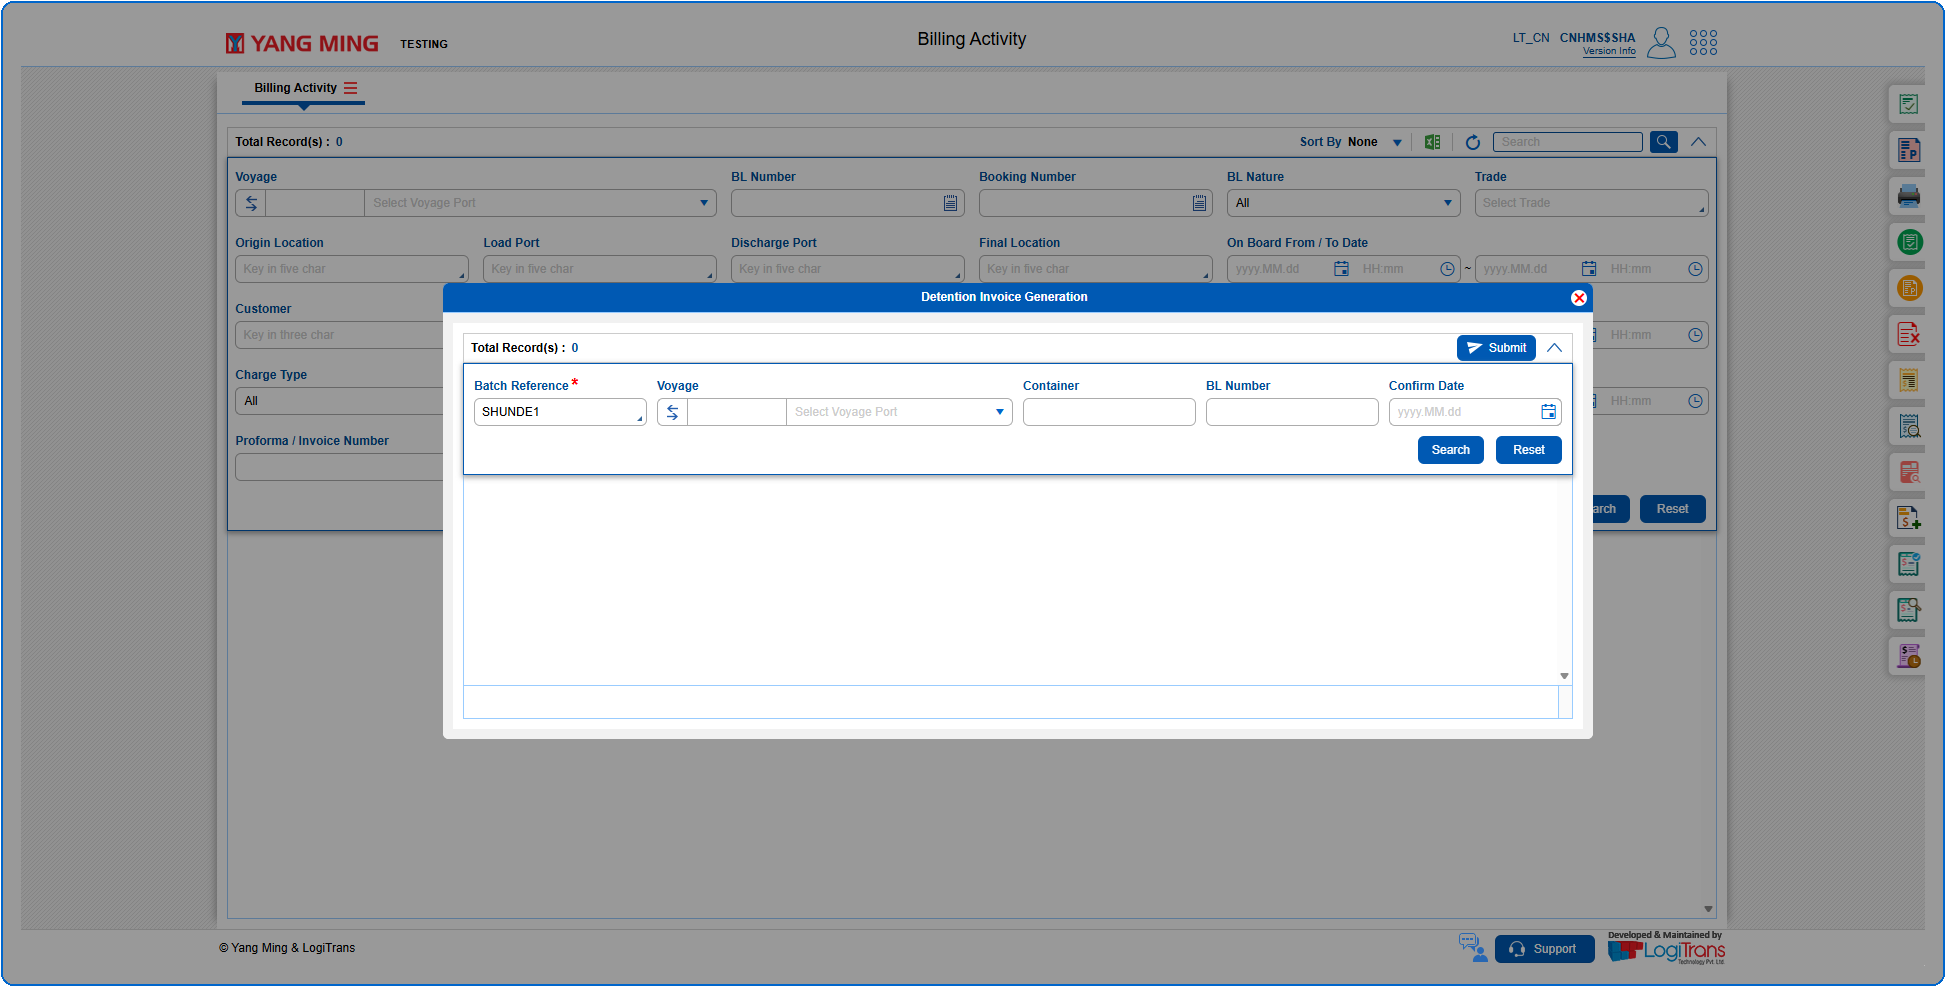 YANG MING TESTING
Billing Activity
LT_CN CNHMS$SHA
Version Info
Billing Activity
Total Record(s) : 0
Sort By None
Search
Voyage
BL Number
Booking Number
BL Nature
Trade
Select Voyage Port
All
Select Trade
Origin Location
Load Port
Discharge Port
Final Location
On Board From / To Date
Key in five char
Key in five char
Key in five char
Key in five char
yyyy.MM.dd HH:mm ~ yyyy.MM.dd HH:mm
Customer
Key in three char
HH:mm
Charge Type
All
HH:mm
Proforma / Invoice Number
arch
Reset
Detention Invoice Generation
Total Record(s) : 0
Submit
Batch Reference *
Voyage
Container
BL Number
Confirm Date
SHUNDE1
Select Voyage Port
yyyy.MM.dd
Search
Reset
© Yang Ming & LogiTrans
Support
Developed & Maintained by
LogiTrans
Technology Pvt. Ltd.